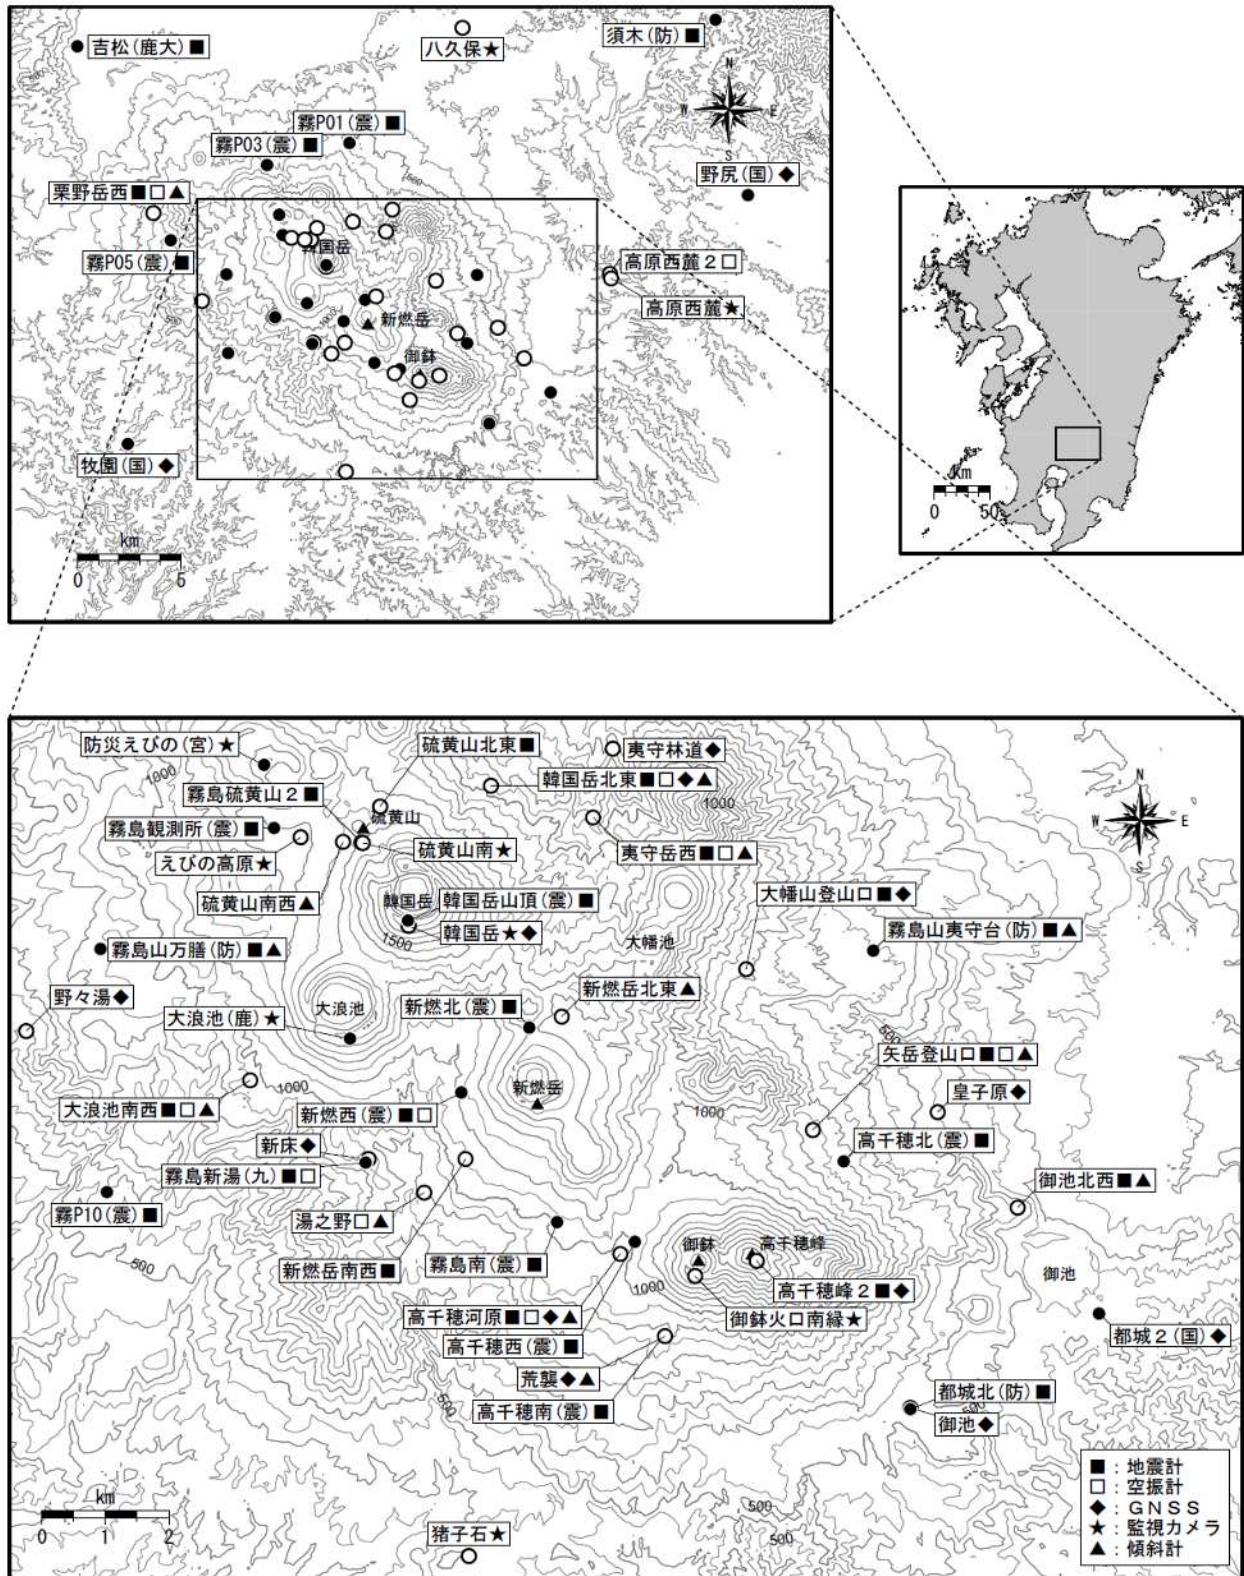 吉松(鹿大)■
八久保★
須木(防)■
N
W E
S
霧P01(震)■
霧P03(震)■
野尻(国)◆
栗野岳西■□▲
霧P05(震)■
韓国岳
高原西麓2□
高原西麓★
新燃岳
御鉢
牧園(国)◆
km
0 5
Km
0 50
防災えびの(宮)★
硫黄山北東■
夷守林道◆
韓国岳北東■□◆▲
1000
1000
霧島硫黄山2■
硫黄山
N
W E
S
霧島観測所(震)■
硫黄山南★
夷守岳西■□▲
えびの高原★
硫黄山南西▲
韓国岳
韓国岳山頂(震)■
大幡山登山口■◆
1500
韓国岳★◆
大幡池
霧島山夷守台(防)■▲
霧島山万膳(防)■▲
野々湯◆
大浪池
新燃北(震)■
新燃岳北東▲
大浪池(鹿)★
500
矢岳登山口■□▲
1000
新燃岳
皇子原◆
大浪池南西■□▲
新燃西(震)■□
1000
高千穂北(震)■
新床◆
霧島新湯(九)■□
霧P10(震)■
湯之野□▲
御池北西■▲
500
新燃岳南西■
霧島南(震)■
御鉢
高千穂峰
御池
1000
高千穂峰2■◆
高千穂河原■□◆▲
御鉢火口南縁★
高千穂西(震)■
都城2(国)◆
荒襲◆▲
高千穂南(震)■
500
都城北(防)■
御池◆
500
km
0 1 2
500
500
猪子石★
■：地震計
□：空振計
◆：GNSS
★：監視カメラ
▲：傾斜計